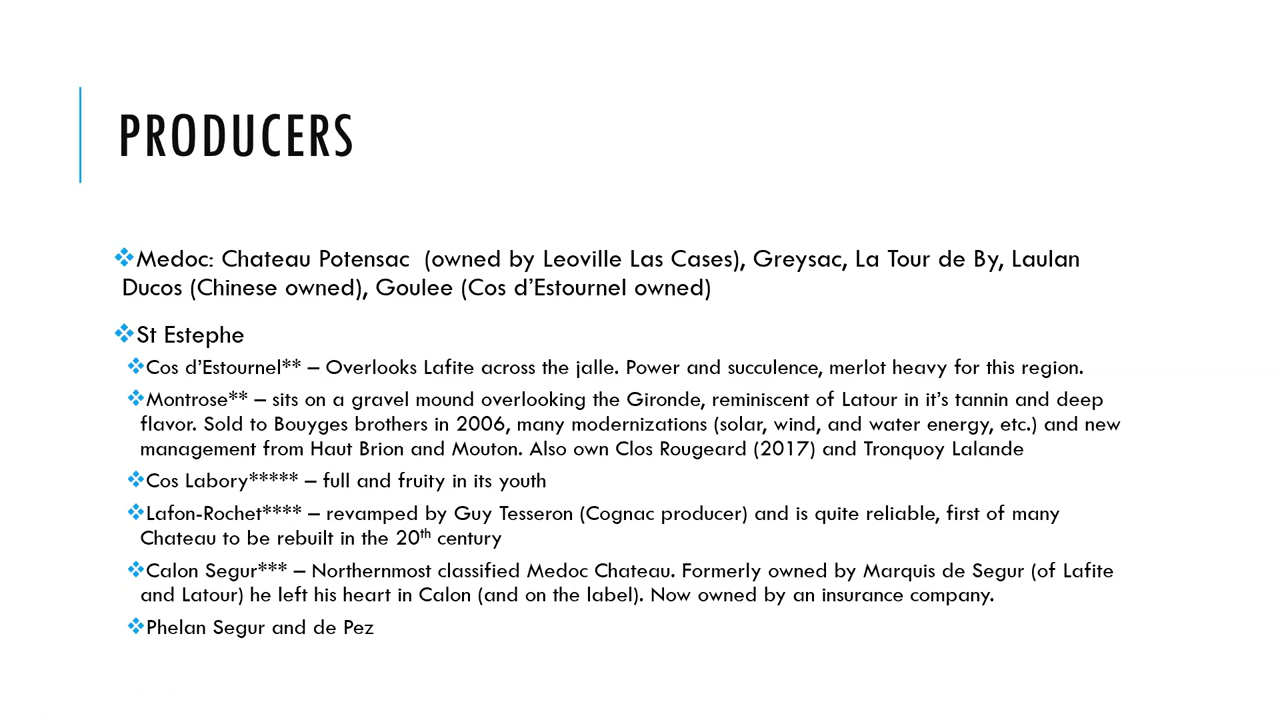 PRODUCERS
❖Medoc: Chateau Potensac (owned by Leoville Las Cases), Greysac, La Tour de By, Laulan
Ducos (Chinese owned), Goulee (Cos d’Estournel owned)
❖St Estephe
❖Cos d’Estournel** – Overlooks Lafite across the jalle. Power and succulence, merlot heavy for this region.
❖Montrose** – sits on a gravel mound overlooking the Gironde, reminiscent of Latour in it’s tannin and deep
flavor. Sold to Bouyges brothers in 2006, many modernizations (solar, wind, and water energy, etc.) and new
management from Haut Brion and Mouton. Also own Clos Rougeard (2017) and Tronquoy Lalande
❖Cos Labory***** – full and fruity in its youth
❖Lafon-Rochet**** – revamped by Guy Tesseron (Cognac producer) and is quite reliable, first of many
Chateau to be rebuilt in the 20th century
❖Calon Segur*** – Northernmost classified Medoc Chateau. Formerly owned by Marquis de Segur (of Lafite
and Latour) he left his heart in Calon (and on the label). Now owned by an insurance company.
❖Phelan Segur and de Pez